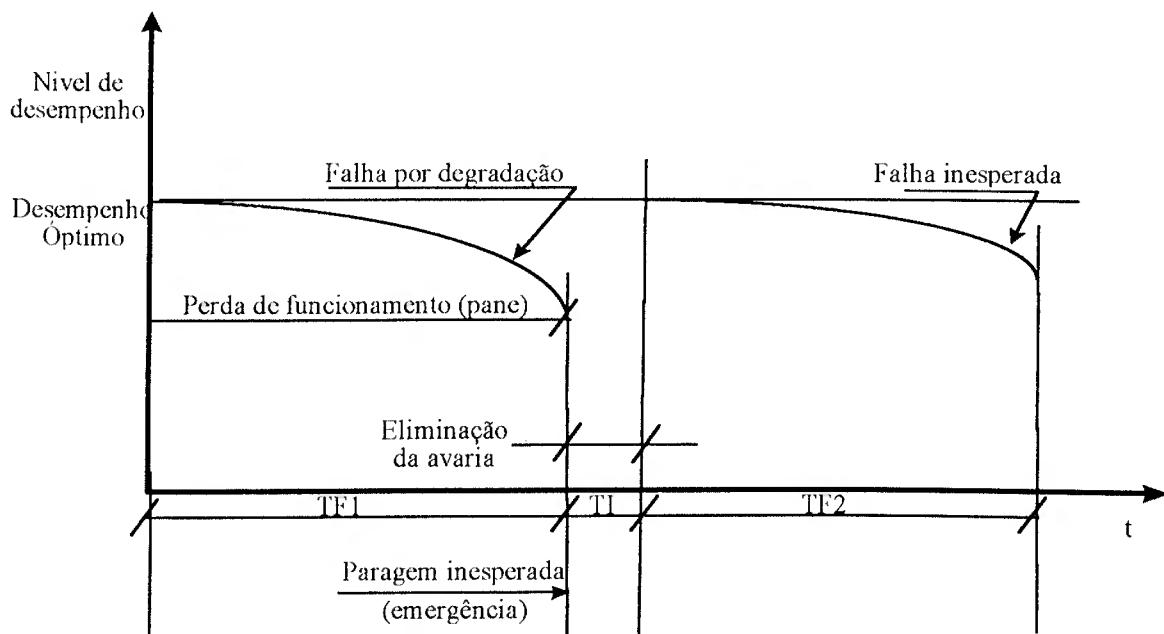 Nivel de
desempenho
Falha por degradação
Falha inesperada
Desempenho
Óptimo
Perda de funcionamento (pane)
Eliminação
da avaria
TF1
TI
TF2
t
Paragem inesperada
(emergência)